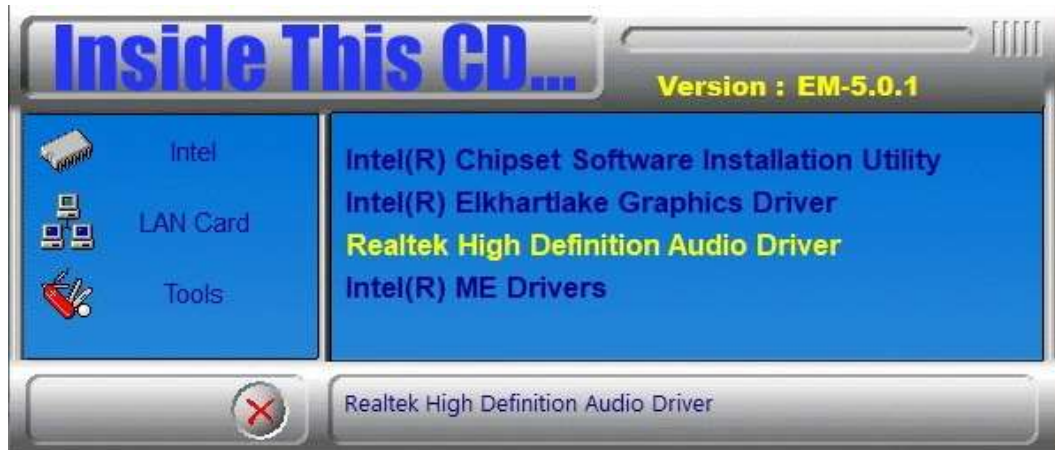 Inside This CD...
Version : EM-5.0.1
Intel
LAN Card
Tools
Intel(R) Chipset Software Installation Utility
Intel(R) Elkhartlake Graphics Driver
Realtek High Definition Audio Driver
Intel(R) ME Drivers
Realtek High Definition Audio Driver